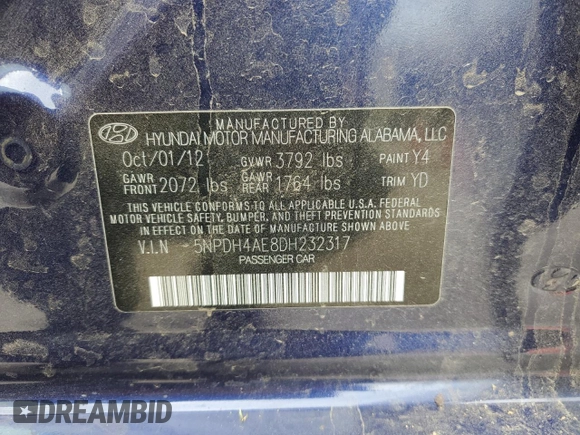 MANUFACTURED BY
HYUNDAI MOTOR MANUFACTURING ALABAMA, LLC
Oct/01/12 GVWR 3792 lbs PAINT Y4
GAWR FRONT 2072 lbs GAWR REAR 1764 lbs TRIM YD
THIS VEHICLE CONFORMS TO ALL APPLICABLE U.S.A. FEDERAL
MOTOR VEHICLE SAFETY, BUMPER, AND THEFT PREVENTION STANDARDS
IN EFFECT ON THE DATE OF MANUFACTURE SHOWN ABOVE.
V.I.N 5NPDH4AE8DH232317
PASSENGER CAR
DREAMBID